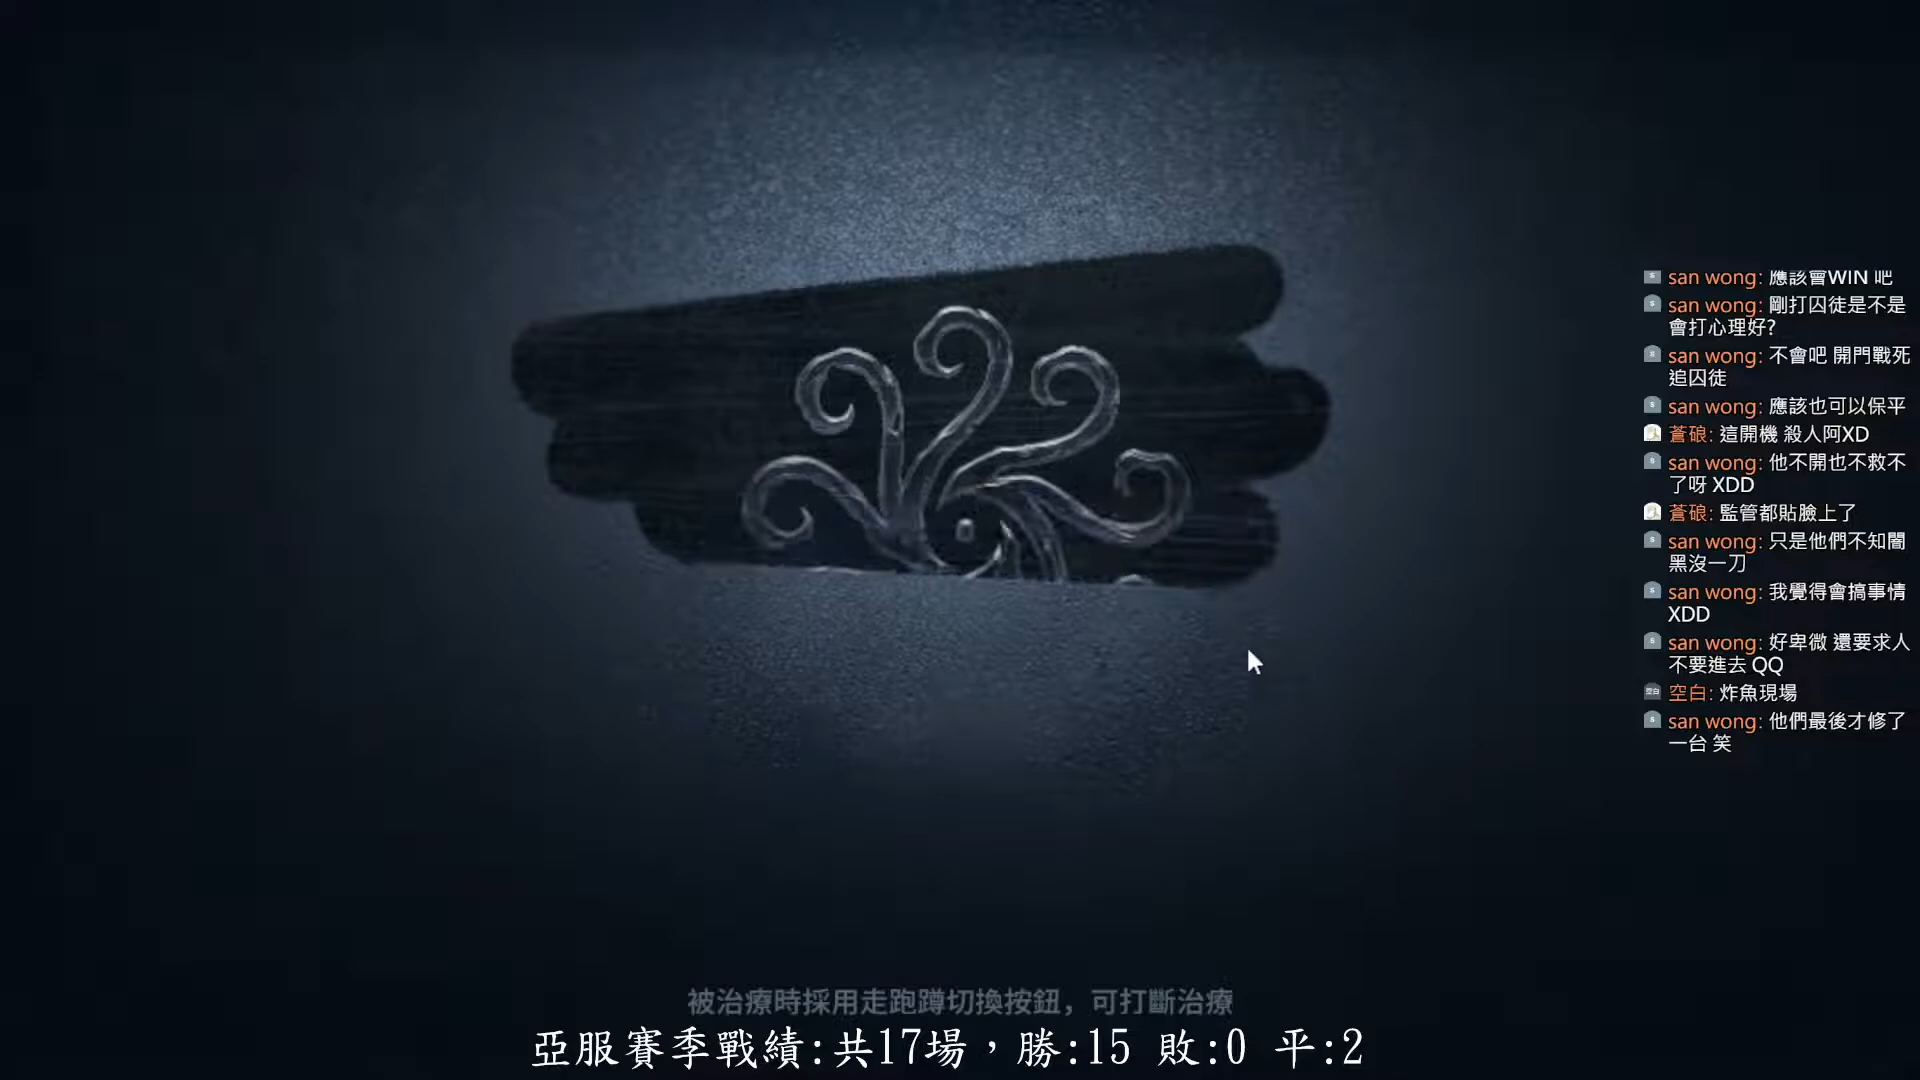 san wong: 應該會WIN 吧
san wong: 剛打囚徒是不是
會打心理好?
san wong: 不會吧 開門戰死
追囚徒
san wong: 應該也可以保平
蒼硠: 這開機 殺人阿XD
san wong: 他不開也不救不
了呀 XDD
蒼硠: 監管都貼臉上了
san wong: 只是他們不知闇
黑沒一刀
san wong: 我覺得會搞事情
XDD
san wong: 好卑微 還要求人
不要進去 QQ
空白: 炸魚現場
san wong: 他們最後才修了
一台 笑
被治療時採用走跑蹲切換按鈕，可打斷治療
亞服賽季戰績:共17場，勝:15 敗:0 平:2